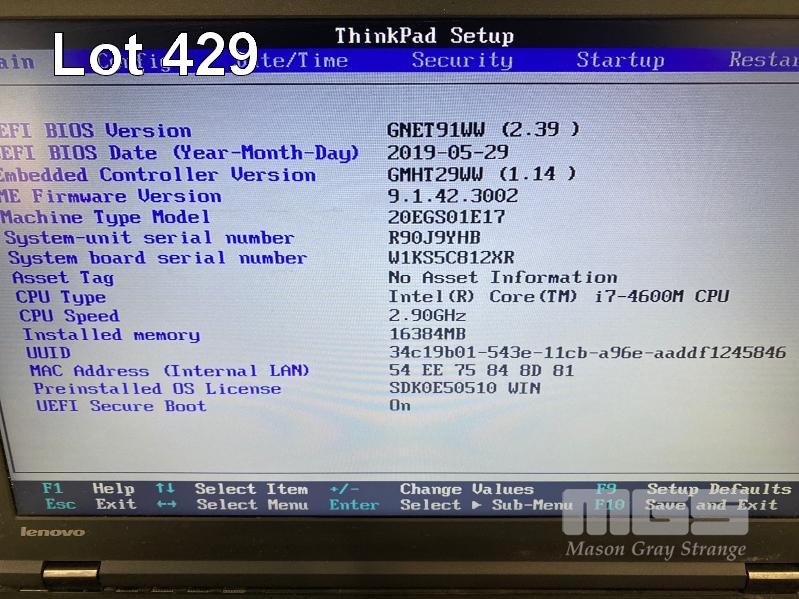 ThinkPad Setup
Lot 429
ain Config Date/Time Security Startup Restar
EFI BIOS Version GNET91WW (2.39 )
EFI BIOS Date (Year-Month-Day) 2019-05-29
Embedded Controller Version GMHT29WW (1.14 )
ME Firmware Version 9.1.42.3002
Machine Type Model 20EGS01E17
System-unit serial number R90J9YHB
System board serial number W1KS5C812XR
Asset Tag No Asset Information
CPU Type Intel(R) Core(TM) i7-4600M CPU
CPU Speed 2.90GHz
Installed memory 16384MB
UUID 34c19b01-543e-11cb-a96e-aaddf1245846
MAC Address (Internal LAN) 54 EE 75 84 8D 81
Preinstalled OS License SDK0E50510 WIN
UEFI Secure Boot On
F1 Help ↑↓ Select Item +/- Change Values F9 Setup Defaults
Esc Exit ↔ Select Menu Enter Select ▶ Sub-Menu F10 Save and Exit
lenovo
MGS
Mason Gray Strange